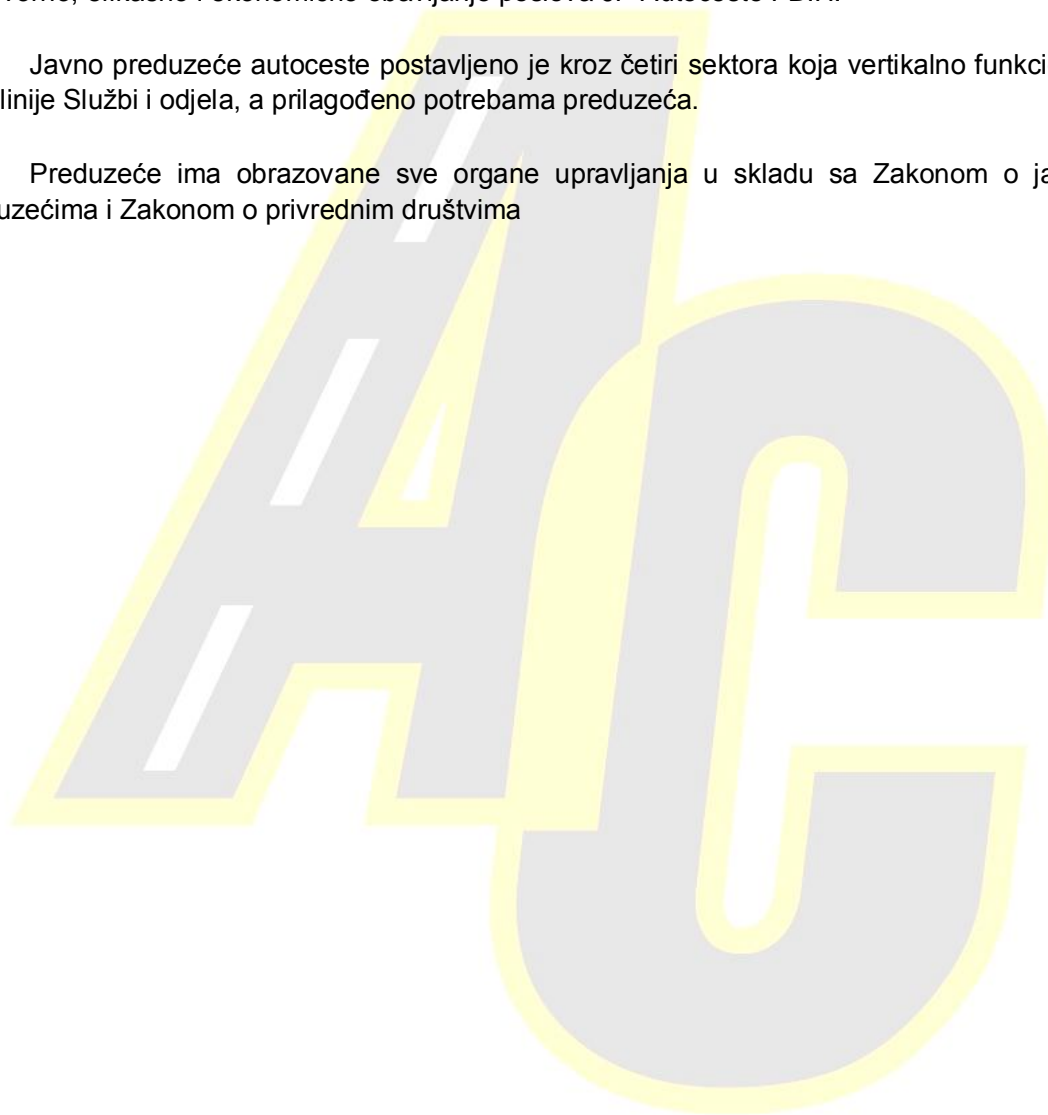 Javno preduzeće autoceste postavljeno je kroz četiri sektora koja vertikalno funkci
linije Službi i odjela, a prilagođeno potrebama preduzeća.
Preduzeće ima obrazovane sve organe upravljanja u skladu sa Zakonom o ja
uzećima i Zakonom o privrednim društvima
AC